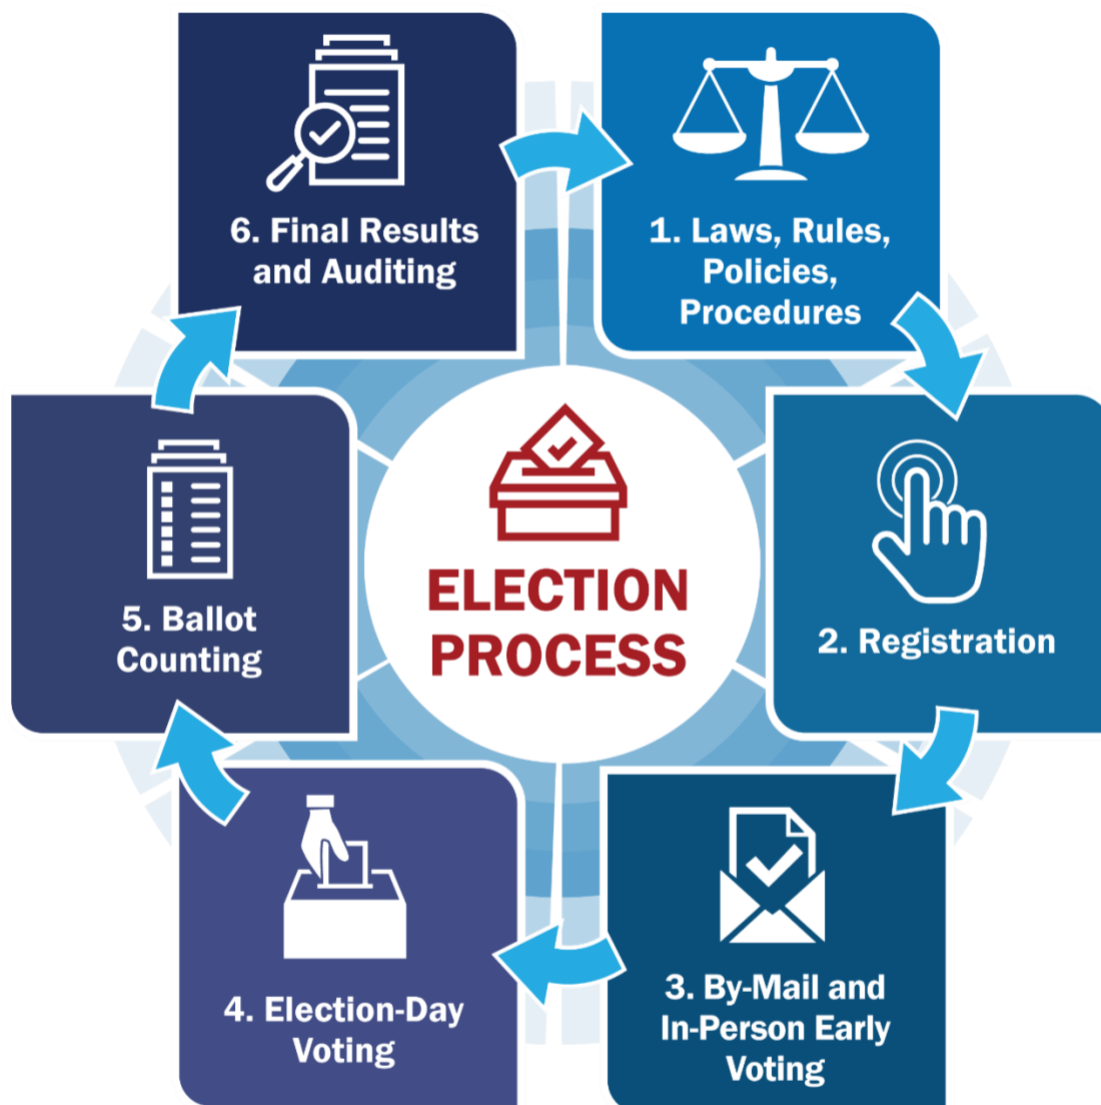 ELECTION
PROCESS
1. Laws, Rules,
Policies,
Procedures
2. Registration
3. By-Mail and
In-Person Early
Voting
4. Election-Day
Voting
5. Ballot
Counting
6. Final Results
and Auditing